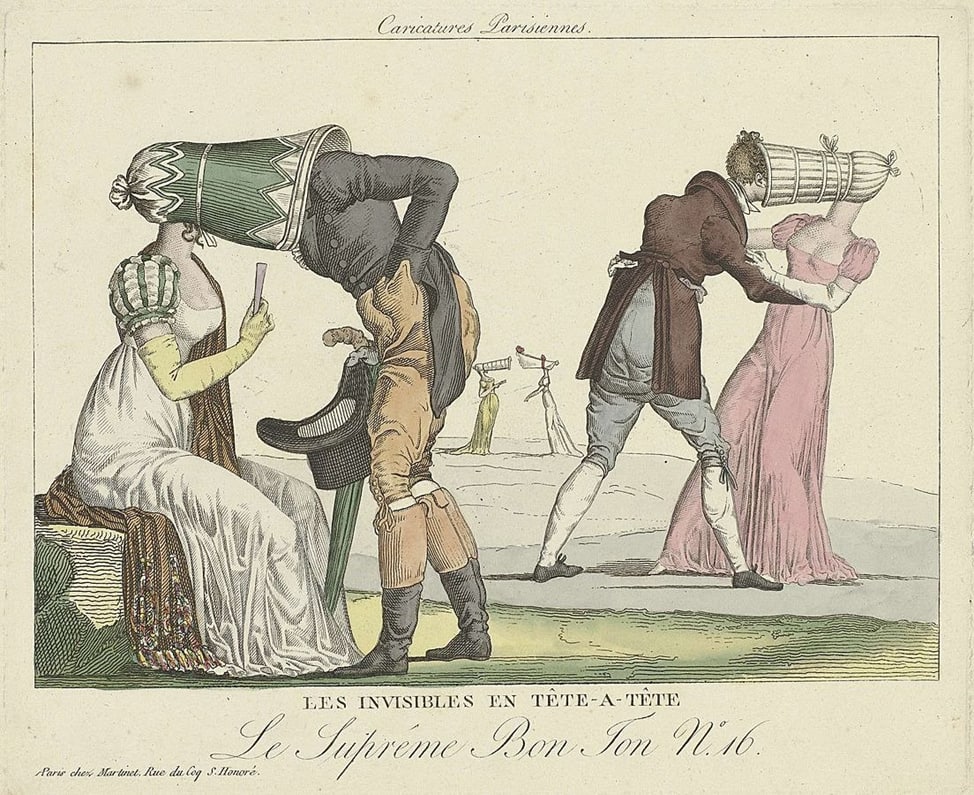 Caricatures Parisiennes.
LES INVISIBLES EN TÊTE-A-TÊTE
Le Suprême Bon Ton N.º 16.
Paris chez Martinet, Rue du Coq S. Honoré.